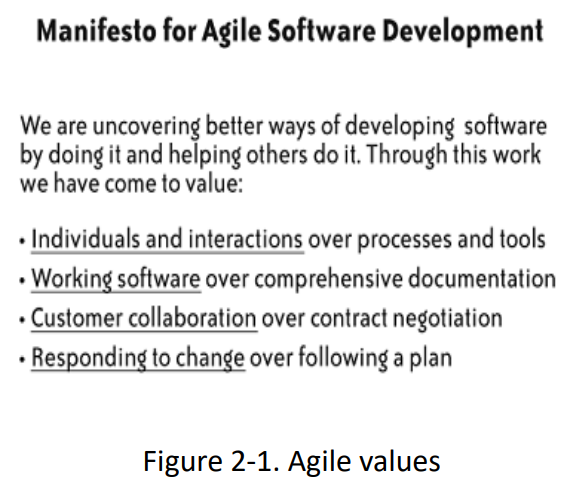 Manifesto for Agile Software Development
We are uncovering better ways of developing software
by doing it and helping others do it. Through this work
we have come to value:
• Individuals and interactions over processes and tools
• Working software over comprehensive documentation
• Customer collaboration over contract negotiation
• Responding to change over following a plan
Figure 2-1. Agile values